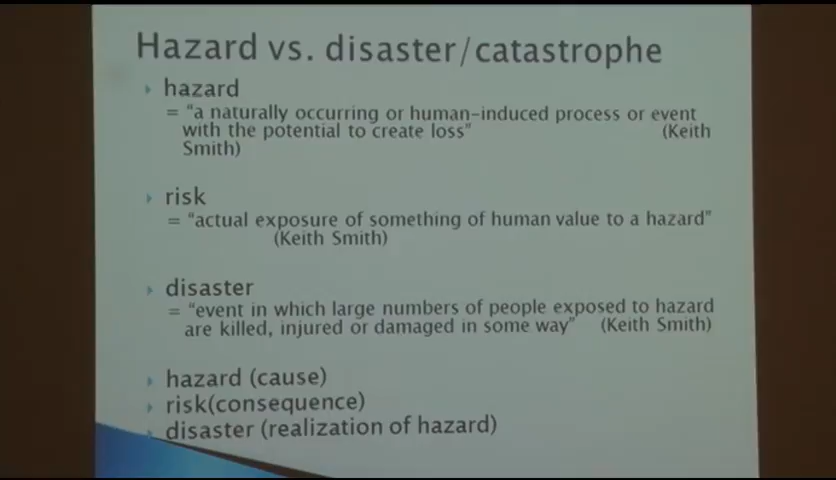 Hazard vs. disaster/catastrophe
hazard
= "a naturally occurring or human-induced process or event
with the potential to create loss" (Keith
Smith)
risk
= "actual exposure of something of human value to a hazard"
(Keith Smith)
disaster
= "event in which large numbers of people exposed to hazard
are killed, injured or damaged in some way" (Keith Smith)
hazard (cause)
risk(consequence)
disaster (realization of hazard)